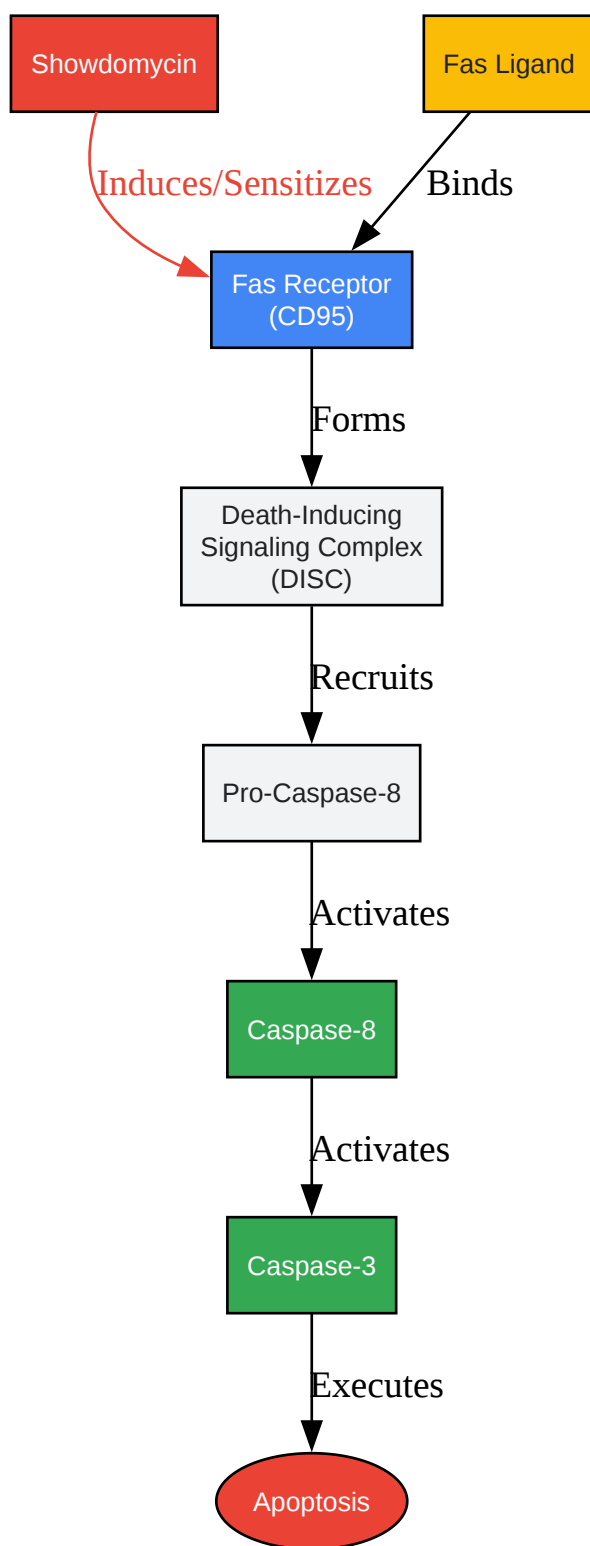 Showdomycin
Fas Ligand
Induces/Sensitizes
Binds
Fas Receptor
(CD95)
Forms
Death-Inducing
Signaling Complex
(DISC)
Recruits
Pro-Caspase-8
Activates
Caspase-8
Activates
Caspase-3
Executes
Apoptosis